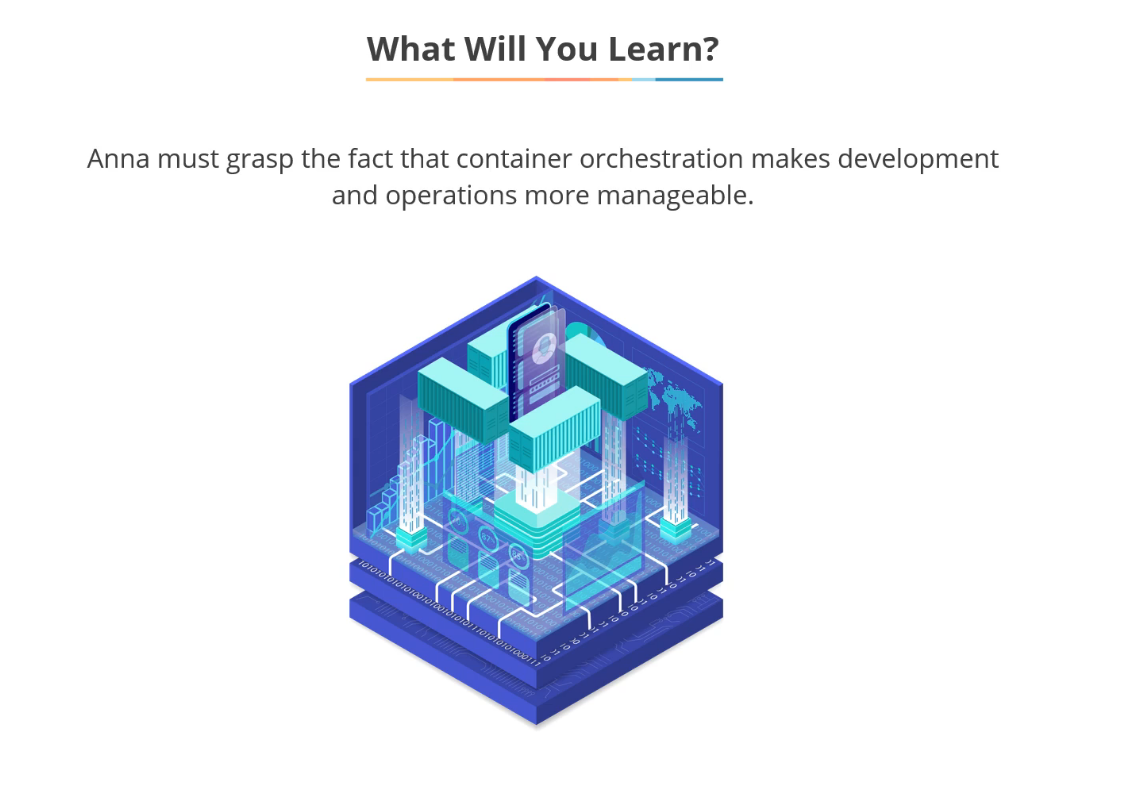 What Will You Learn?
Anna must grasp the fact that container orchestration makes development
and operations more manageable.